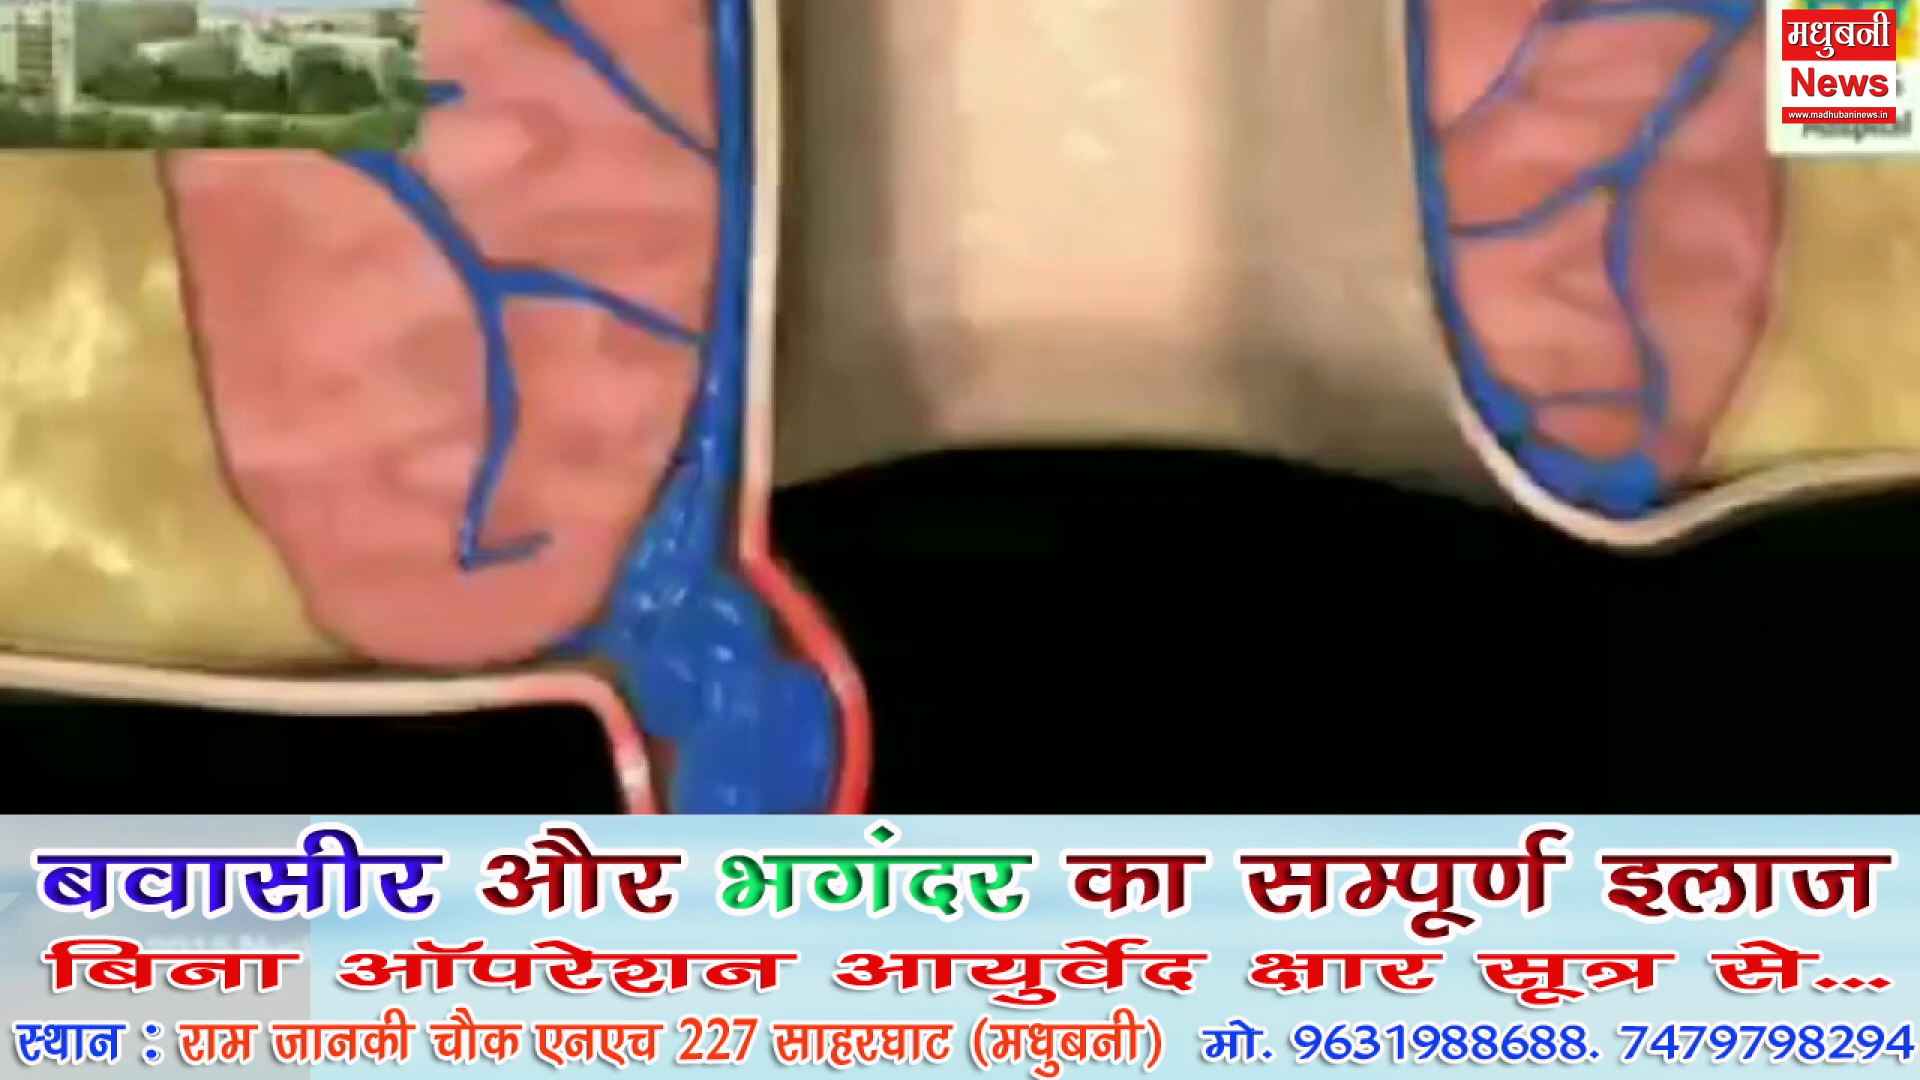 मधुबनी
News
www.madhubaninews.in
बवासीर और भगंदर का सम्पूर्ण इलाज
बिना ऑपरेशन आयुर्वेद क्षार सूत्र से...
स्थान : राम जानकी चौक एनएच 227 साहरघाट (मधुबनी) मो. 9631988688. 7479798294